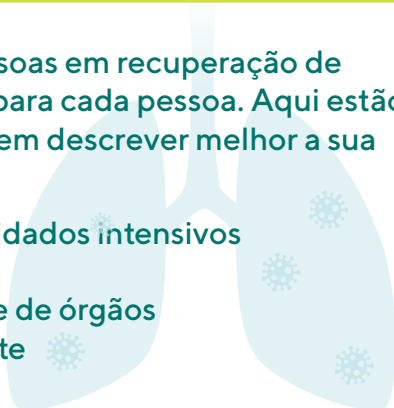 soas em recuperação de
para cada pessoa. Aqui estão
em descrever melhor a sua
idados intensivos
e de órgãos
te